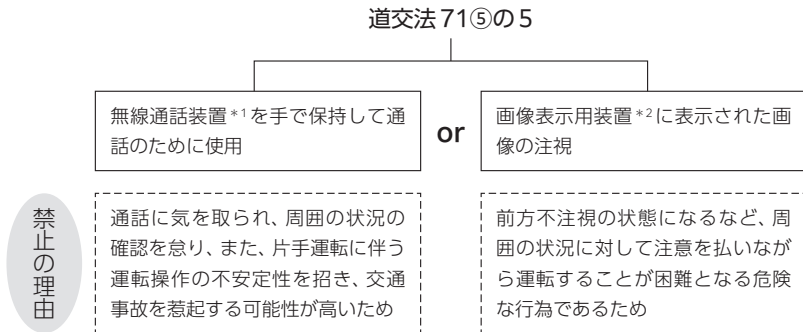 道交法71⑤の5
無線通話装置*1を手で保持して通
話のために使用
or
画像表示用装置*2に表示された画
像の注視
禁止の理由
通話に気を取られ、周囲の状況の
確認を怠り、また、片手運転に伴う
運転操作の不安定性を招き、交通
事故を惹起する可能性が高いため
前方不注視の状態になるなど、周
囲の状況に対して注意を払いなが
ら運転することが困難となる危険
な行為であるため